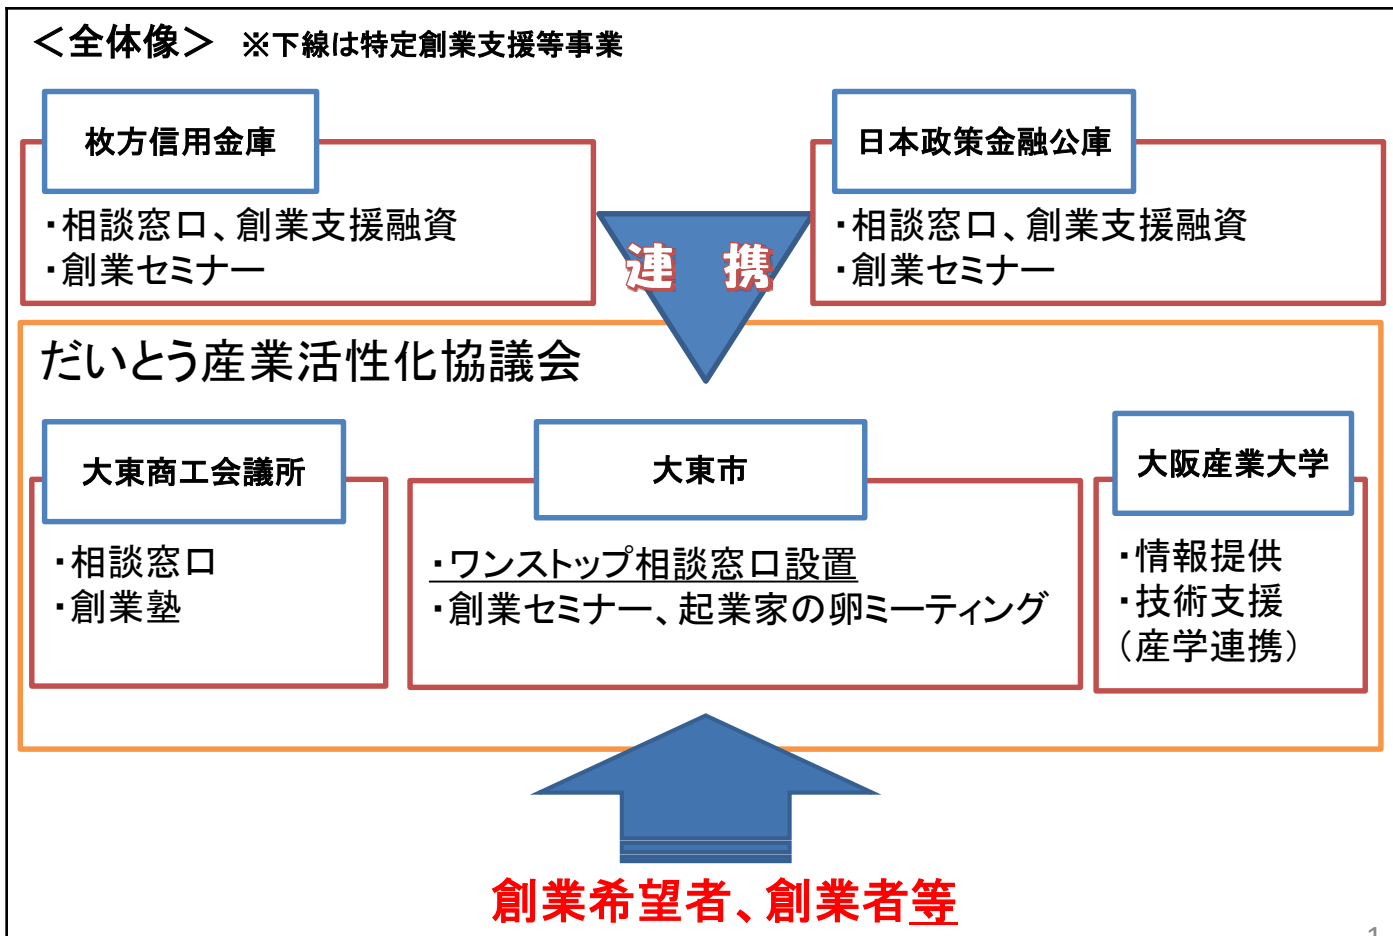 ＜全体像＞ ※下線は特定創業支援等事業
枚方信用金庫
・相談窓口、創業支援融資
・創業セミナー
日本政策金融公庫
・相談窓口、創業支援融資
・創業セミナー
連 携
だいとう産業活性化協議会
大東商工会議所
・相談窓口
・創業塾
大東市
・ワンストップ相談窓口設置
・創業セミナー、起業家の卵ミーティング
大阪産業大学
・情報提供
・技術支援
（産学連携）
創業希望者、創業者等
1